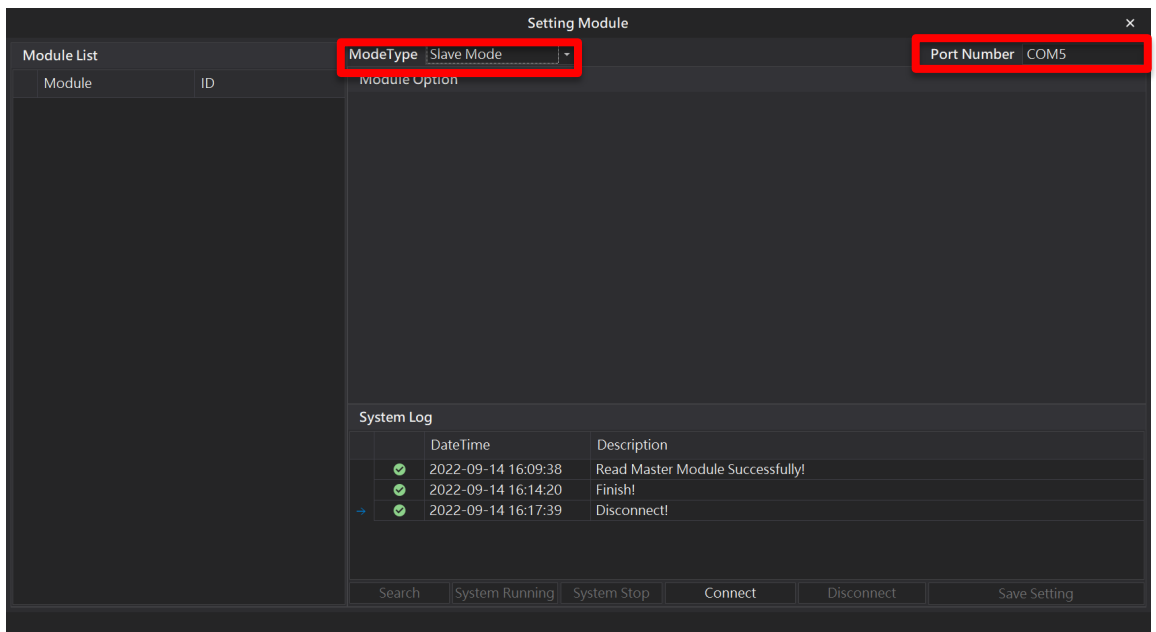 Setting Module
Module List
ModeType Slave Mode
Port Number COM5
Module ID
Module Option
System Log
DateTime Description
2022-09-14 16:09:38 Read Master Module Successfully!
2022-09-14 16:14:20 Finish!
2022-09-14 16:17:39 Disconnect!
Search System Running System Stop Connect Disconnect Save Setting